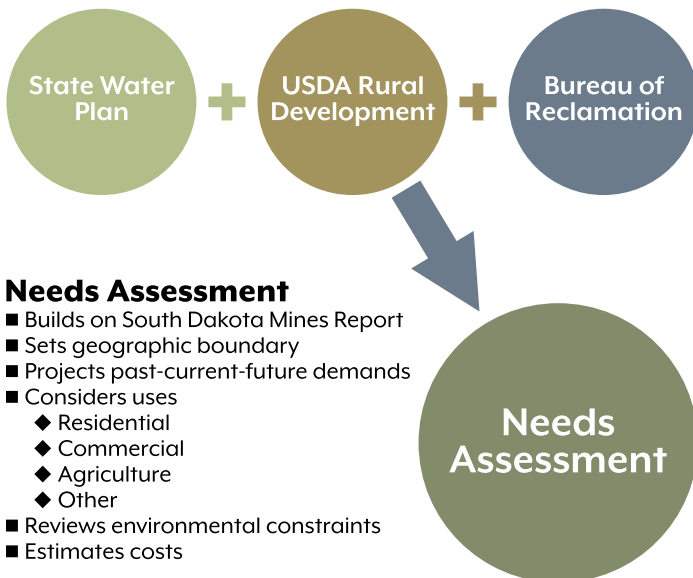 State Water
Plan
USDA Rural
Development
Bureau of
Reclamation
Needs Assessment
■ Builds on South Dakota Mines Report
■ Sets geographic boundary
■ Projects past-current-future demands
■ Considers uses
◆ Residential
◆ Commercial
◆ Agriculture
◆ Other
■ Reviews environmental constraints
■ Estimates costs
Needs
Assessment